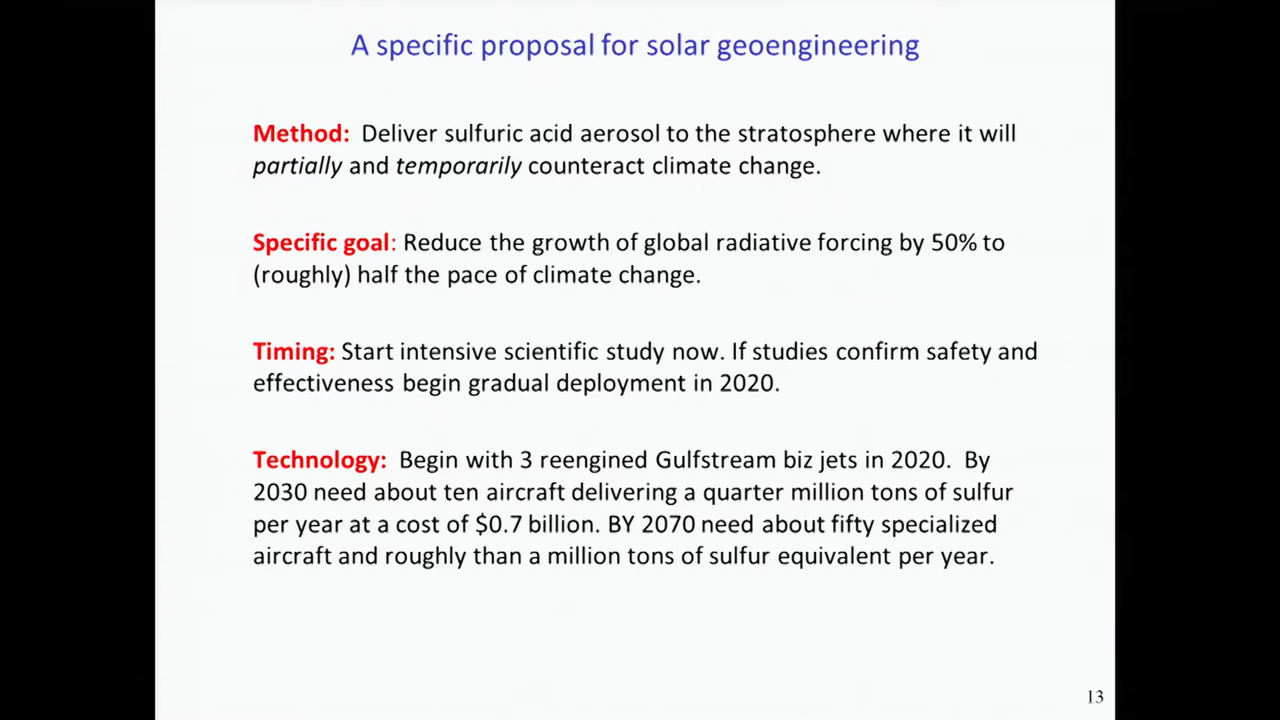 A specific proposal for solar geoengineering
Method: Deliver sulfuric acid aerosol to the stratosphere where it will
partially and temporarily counteract climate change.
Specific goal: Reduce the growth of global radiative forcing by 50% to
(roughly) half the pace of climate change.
Timing: Start intensive scientific study now. If studies confirm safety and
effectiveness begin gradual deployment in 2020.
Technology: Begin with 3 reengined Gulfstream biz jets in 2020. By
2030 need about ten aircraft delivering a quarter million tons of sulfur
per year at a cost of $0.7 billion. BY 2070 need about fifty specialized
aircraft and roughly than a million tons of sulfur equivalent per year.
13